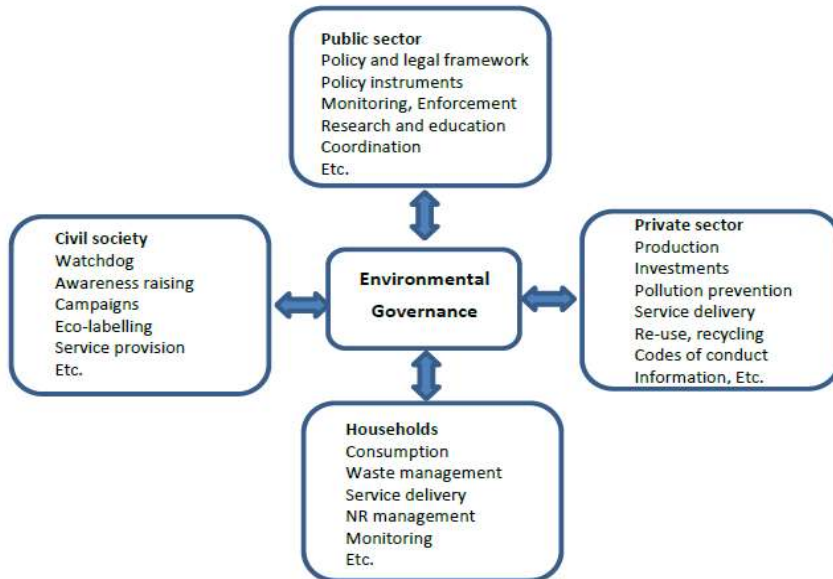 Public sector
Policy and legal framework
Policy instruments
Monitoring, Enforcement
Research and education
Coordination
Etc.
Civil society
Watchdog
Awareness raising
Campaigns
Eco-labelling
Service provision
Etc.
Environmental
Governance
Private sector
Production
Investments
Pollution prevention
Service delivery
Re-use, recycling
Codes of conduct
Information, Etc.
Households
Consumption
Waste management
Service delivery
NR management
Monitoring
Etc.